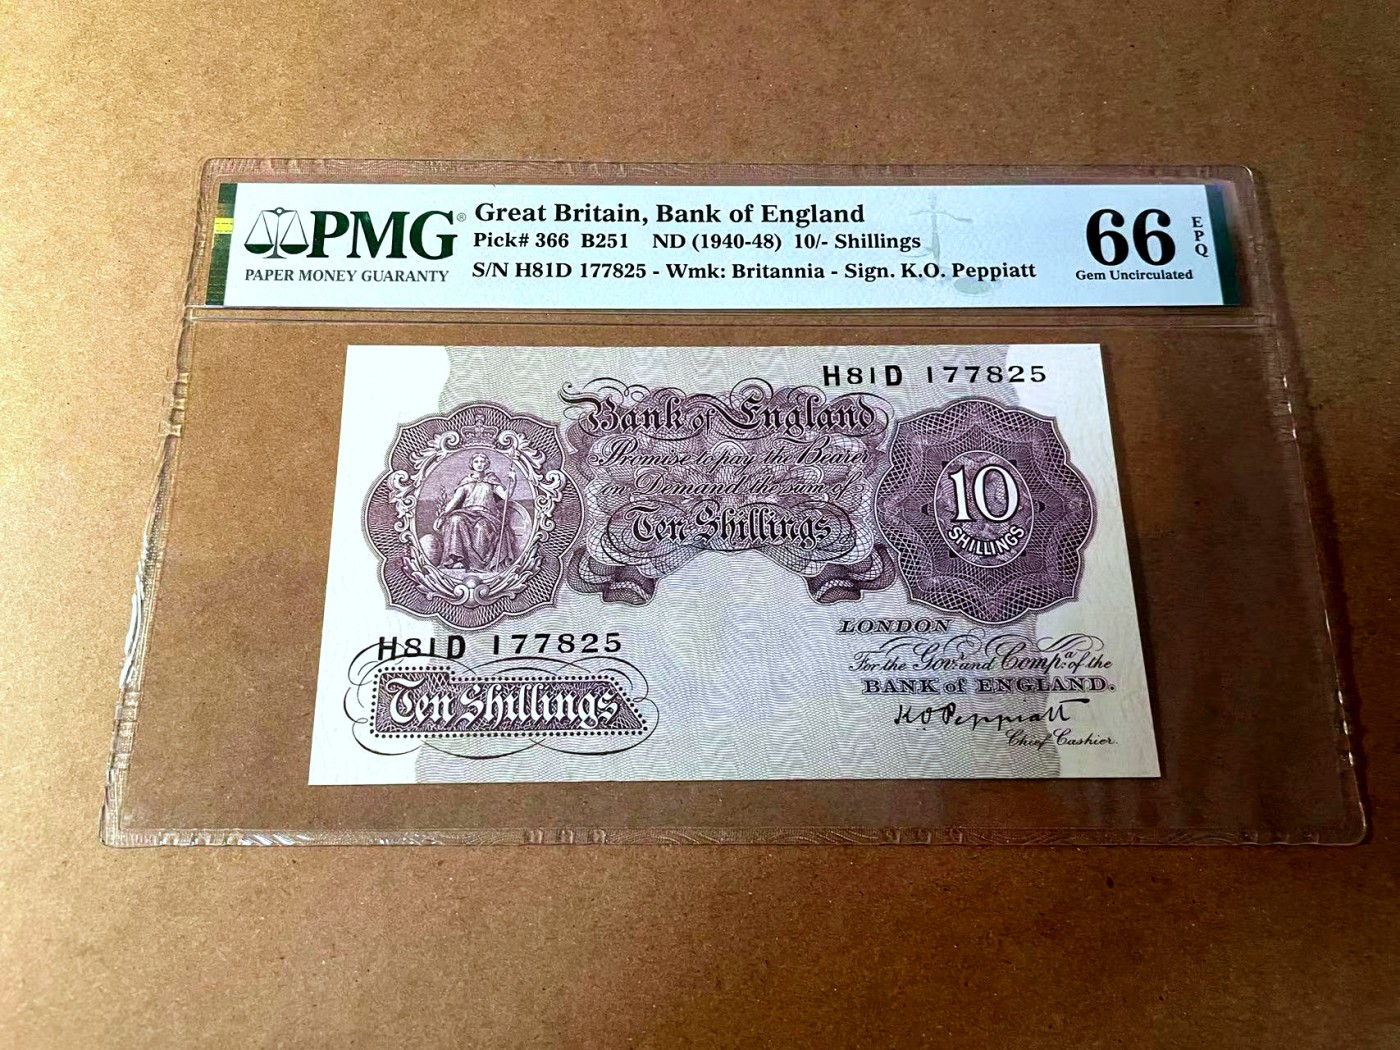 PMG®
PAPER MONEY GUARANTY
Great Britain, Bank of England
Pick# 366 B251 ND (1940-48) 10/- Shillings
S/N H81D 177825 - Wmk: Britannia - Sign. K.O. Peppiatt
66
EPQ
Gem Uncirculated
H81D 177825
Bank of England
Promise to pay the Bearer
on Demand the sum of
Ten Shillings
10
SHILLINGS
H81D 177825
Ten Shillings
LONDON
For the Govr. and Compa. of the
BANK of ENGLAND.
K O Peppiatt
Chief Cashier.